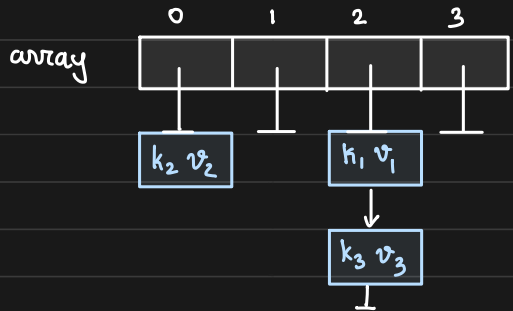 0 1 2 3
array
k₂ v₂ k₁ v₁
k₃ v₃